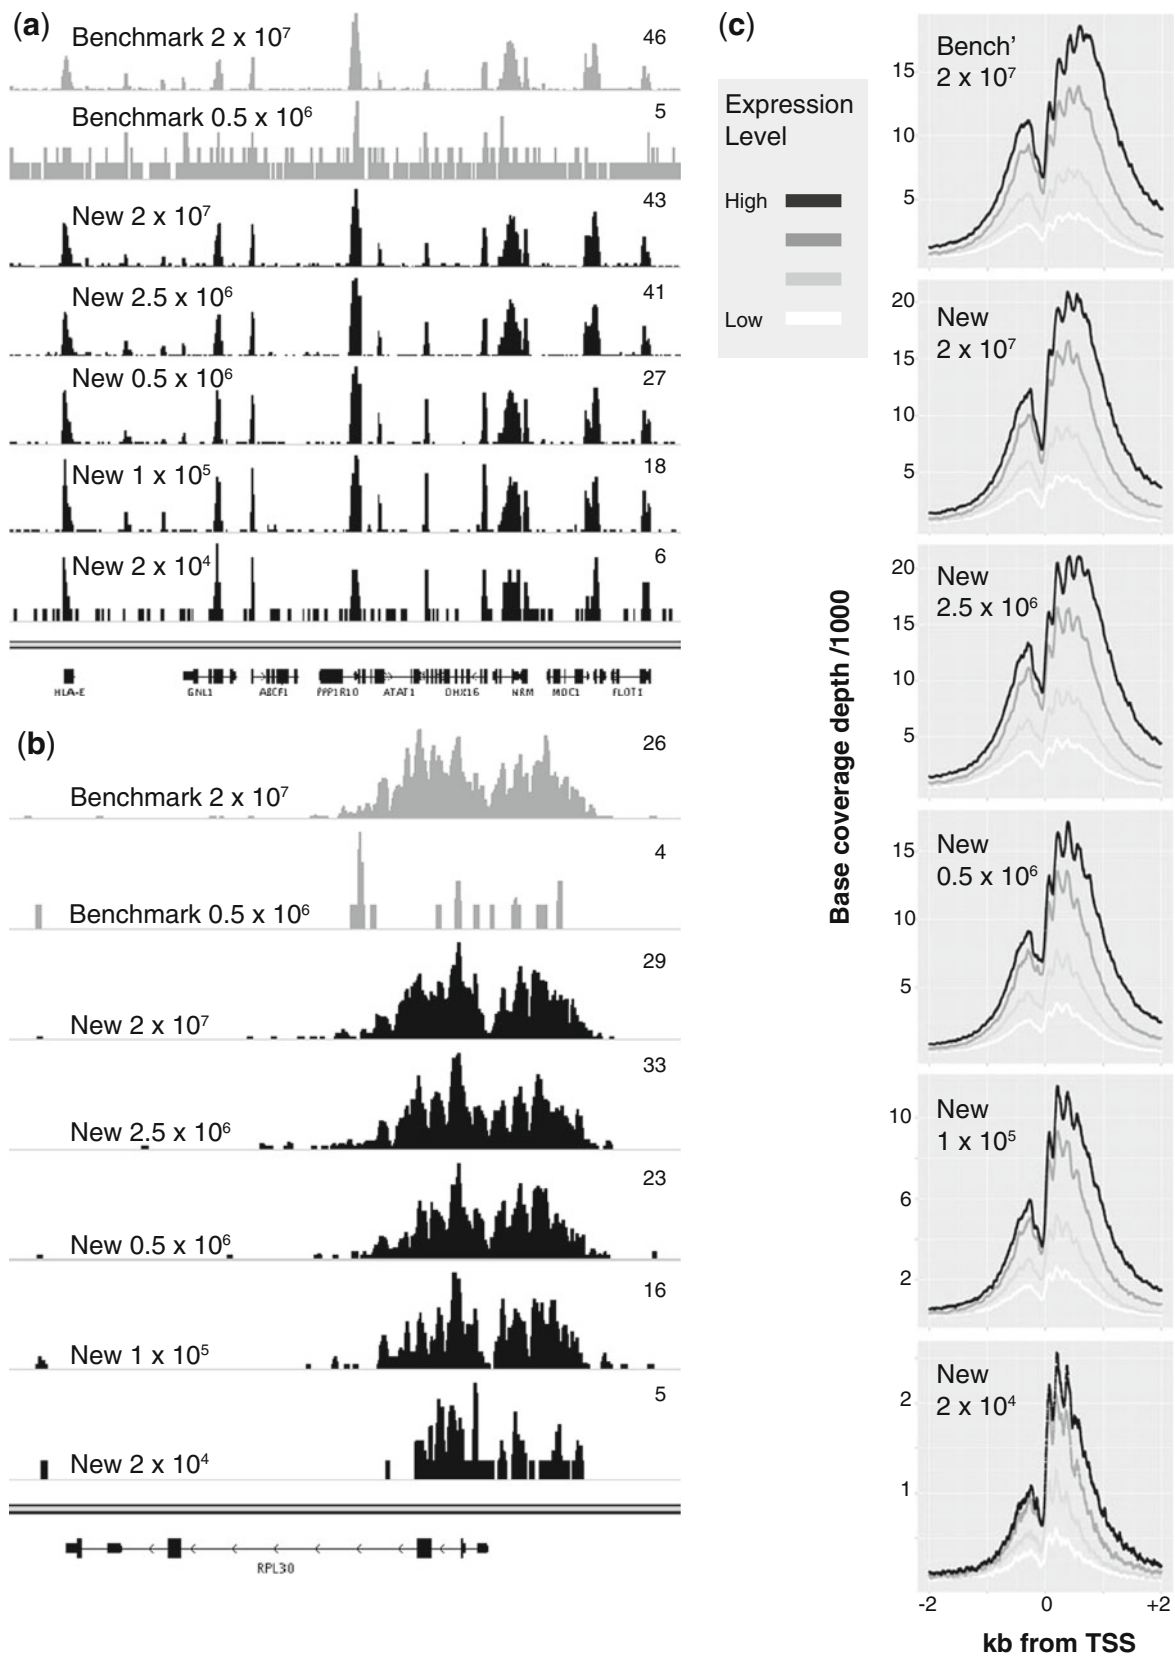 (a)
Benchmark 2 x 10⁷
46
Benchmark 0.5 x 10⁶
5
New 2 x 10⁷
43
New 2.5 x 10⁶
41
New 0.5 x 10⁶
27
New 1 x 10⁵
18
New 2 x 10⁴
6
HLA-E GNL1 ABCF1 PPP1R10 ATAT1 DHX16 NRM MDC1 FLOT1
(b)
Benchmark 2 x 10⁷
26
Benchmark 0.5 x 10⁶
4
New 2 x 10⁷
29
New 2.5 x 10⁶
33
New 0.5 x 10⁶
23
New 1 x 10⁵
16
New 2 x 10⁴
5
RPL30
(c)
Expression
Level
High
Low
Base coverage depth /1000
Bench’
2 x 10⁷
15
10
5
New
2 x 10⁷
20
15
10
5
New
2.5 x 10⁶
20
15
10
5
New
0.5 x 10⁶
15
10
5
New
1 x 10⁵
10
6
2
New
2 x 10⁴
2
1
-2 0 +2
kb from TSS